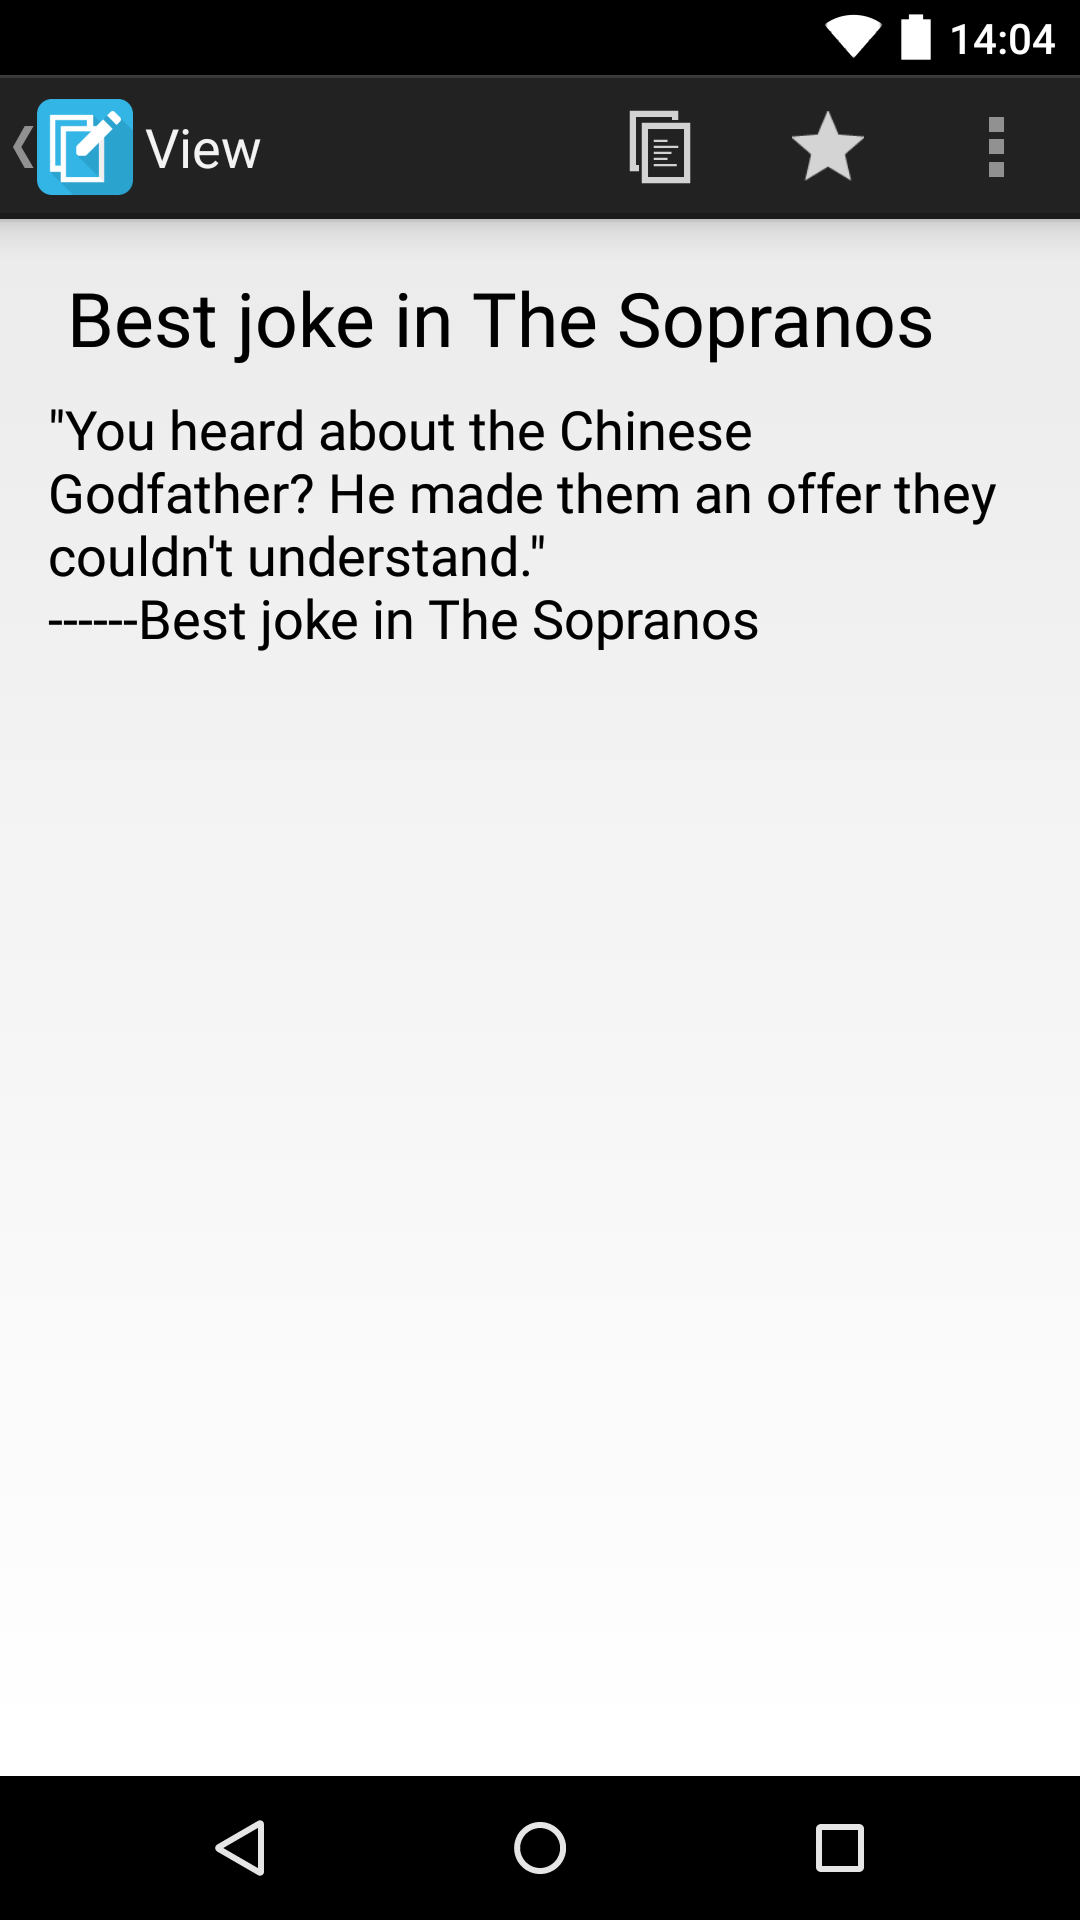 14:04
View
Best joke in The Sopranos
"You heard about the Chinese
Godfather? He made them an offer they
couldn't understand."
------Best joke in The Sopranos